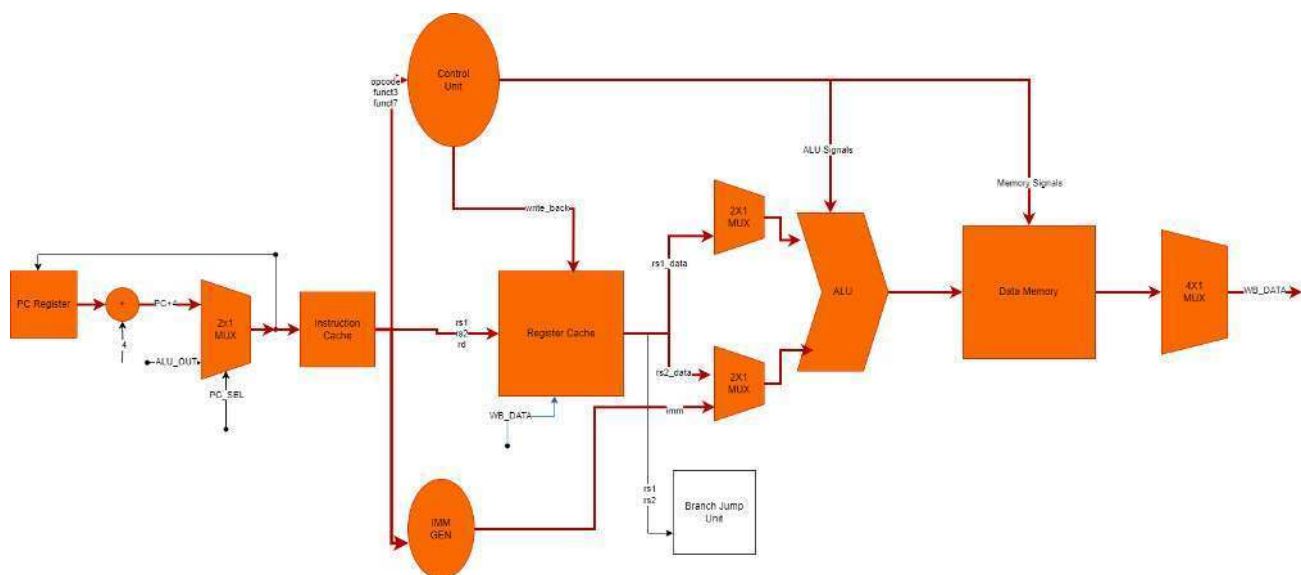 Control
Unit
opcode
funct3
funct7
ALU Signals
Memory Signals
write_back
2X1
MUX
rs1_data
PC Register
+
PC+4
4
2x1
MUX
ALU_OUT
PC_SEL
Instruction
Cache
rs1
rs2
rd
Register Cache
WB_DATA
rs2_data
2X1
MUX
imm
ALU
Data Memory
4X1
MUX
WB_DATA
rs1
rs2
Branch Jump
Unit
IMM
GEN